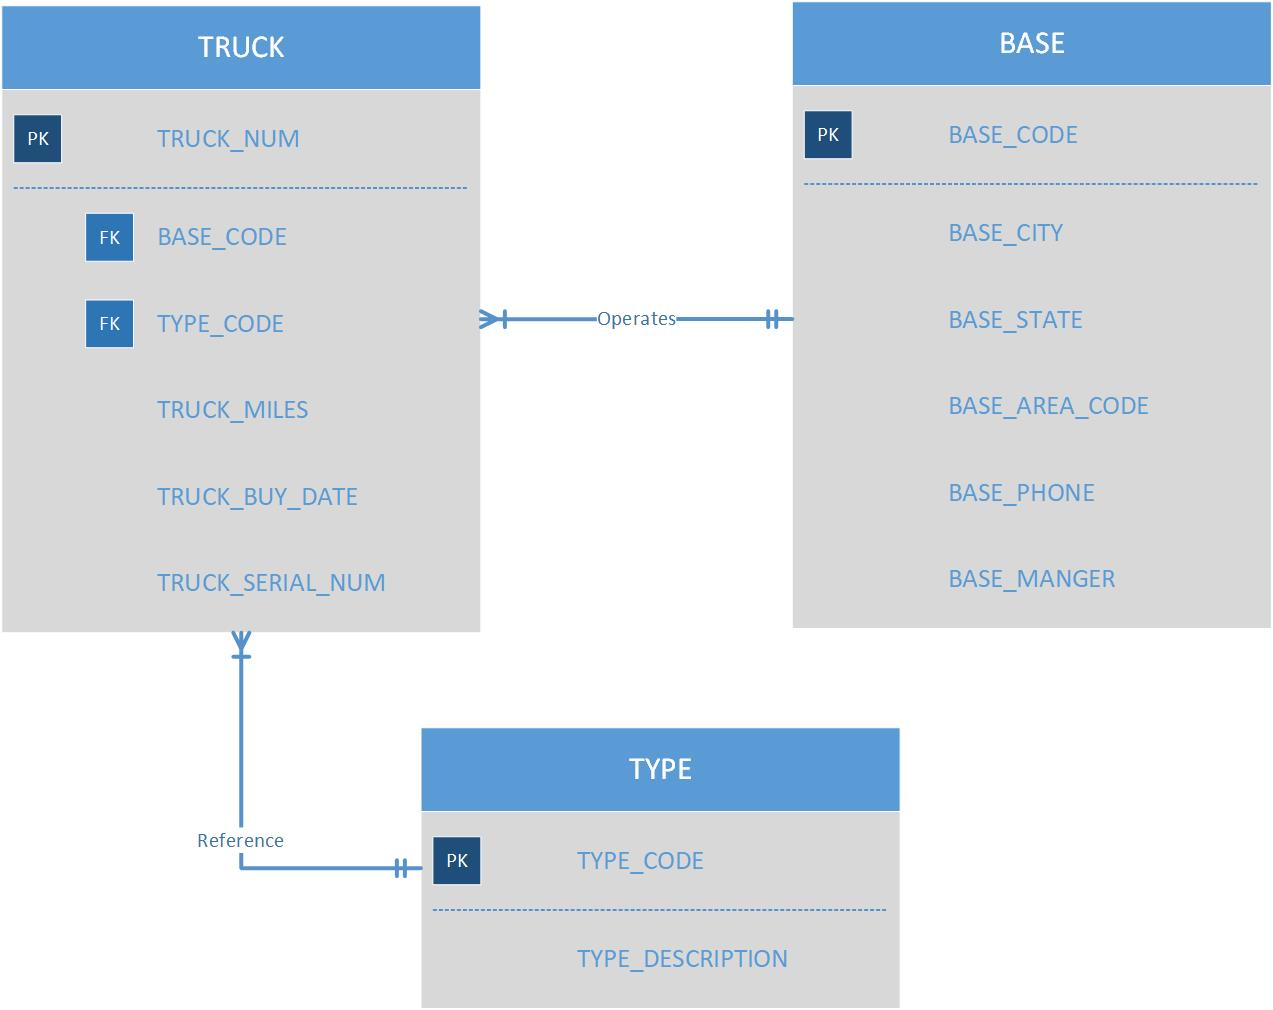 TRUCK
PK TRUCK_NUM
FK BASE_CODE
FK TYPE_CODE
TRUCK_MILES
TRUCK_BUY_DATE
TRUCK_SERIAL_NUM
Operates
BASE
PK BASE_CODE
BASE_CITY
BASE_STATE
BASE_AREA_CODE
BASE_PHONE
BASE_MANGER
Reference
TYPE
PK TYPE_CODE
TYPE_DESCRIPTION